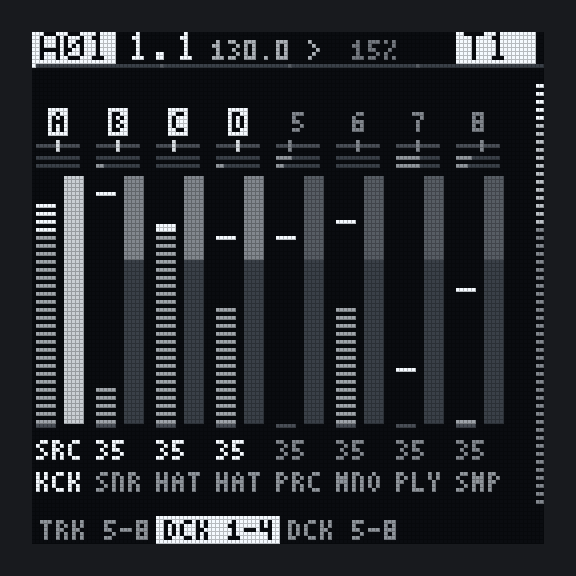 A01 1.1 130.0 > 15% T1
A B C D 5 6 7 8
SRC 35 35 35 35 35 35 35
KCK SNR HAT HAT PRC MNO PLY SMP
TRK 5-8 DCK 1-4 DCK 5-8